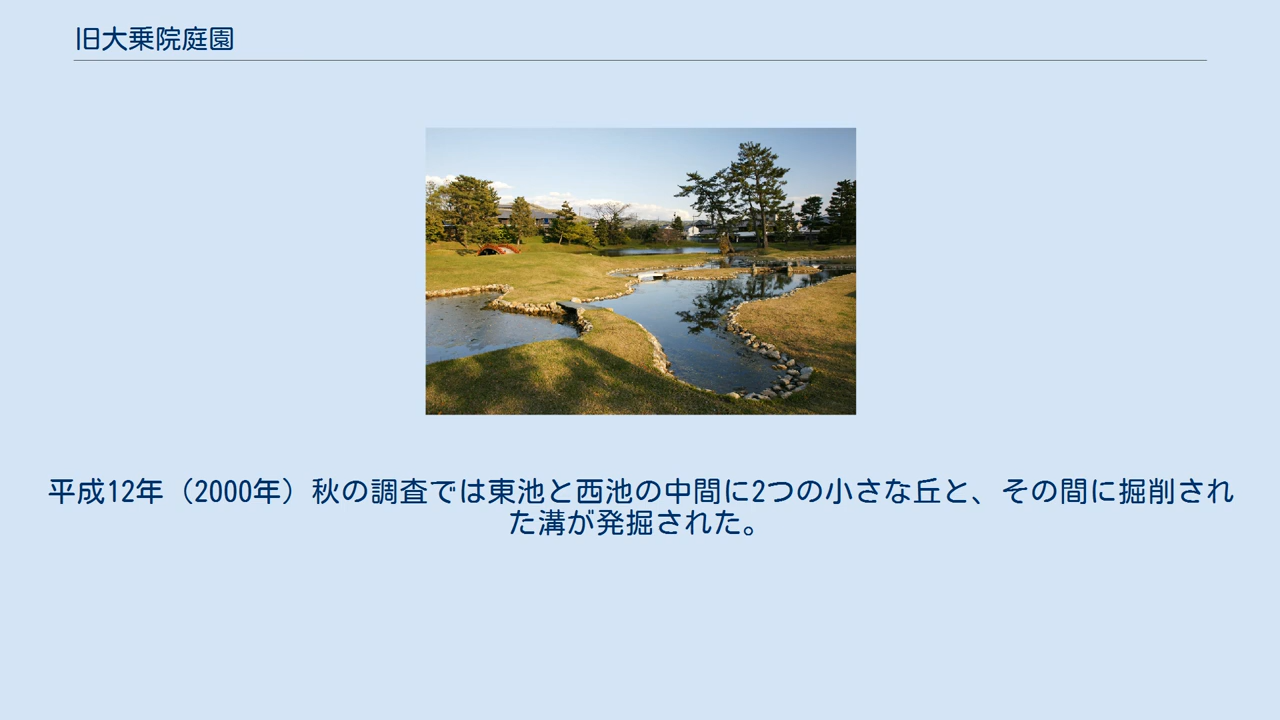 旧大乗院庭園
平成12年（2000年）秋の調査では東池と西池の中間に2つの小さな丘と、その間に掘削され
た溝が発掘された。